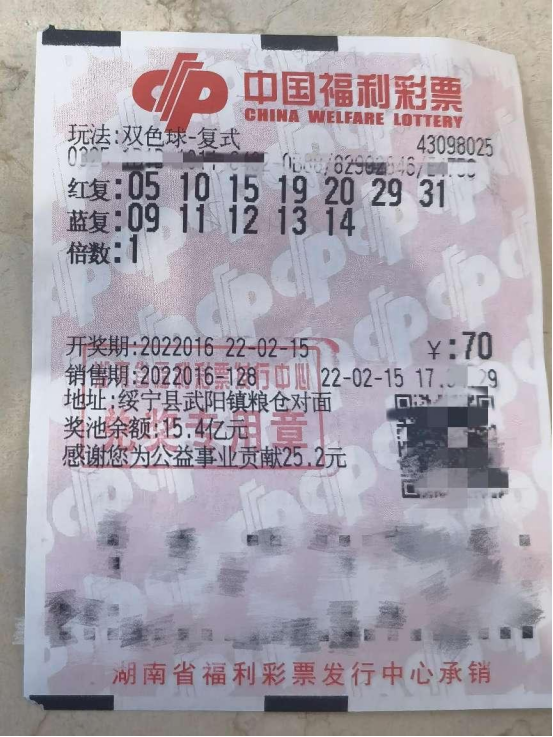 中国福利彩票
CHINA WELFARE LOTTERY
玩法:双色球-复式 43098025
红复:05 10 15 19 20 29 31
蓝复:09 11 12 13 14
倍数:1
开奖期:2022016 22-02-15 ¥:70
销售期:2022016-128 22-02-15
地址:绥宁县武阳镇粮仓对面
奖池余额:15.4亿元
感谢您为公益事业贡献25.2元
湖南省福利彩票发行中心承销